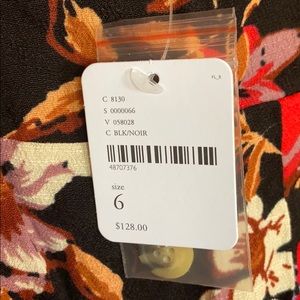 C 8130
S 0000066
V 058028
C BLK/NOIR
48707376
size
6
$128.00